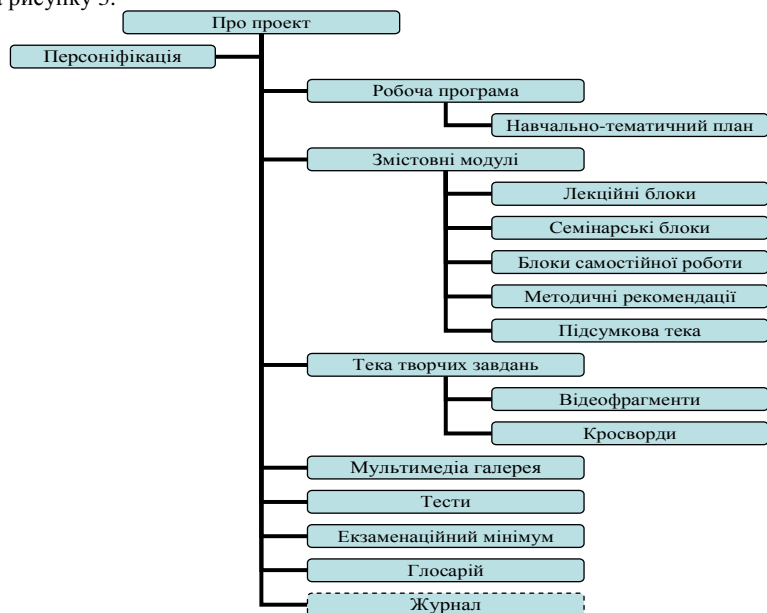 рисунку 3.
Про проект
Персоніфікація
Робоча програма
Навчально-тематичний план
Змістовні модулі
Лекційні блоки
Семінарські блоки
Блоки самостійної роботи
Методичні рекомендації
Підсумкова тека
Тека творчих завдань
Відеофрагменти
Кросворди
Мультимедіа галерея
Тести
Екзаменаційний мінімум
Глосарій
Журнал